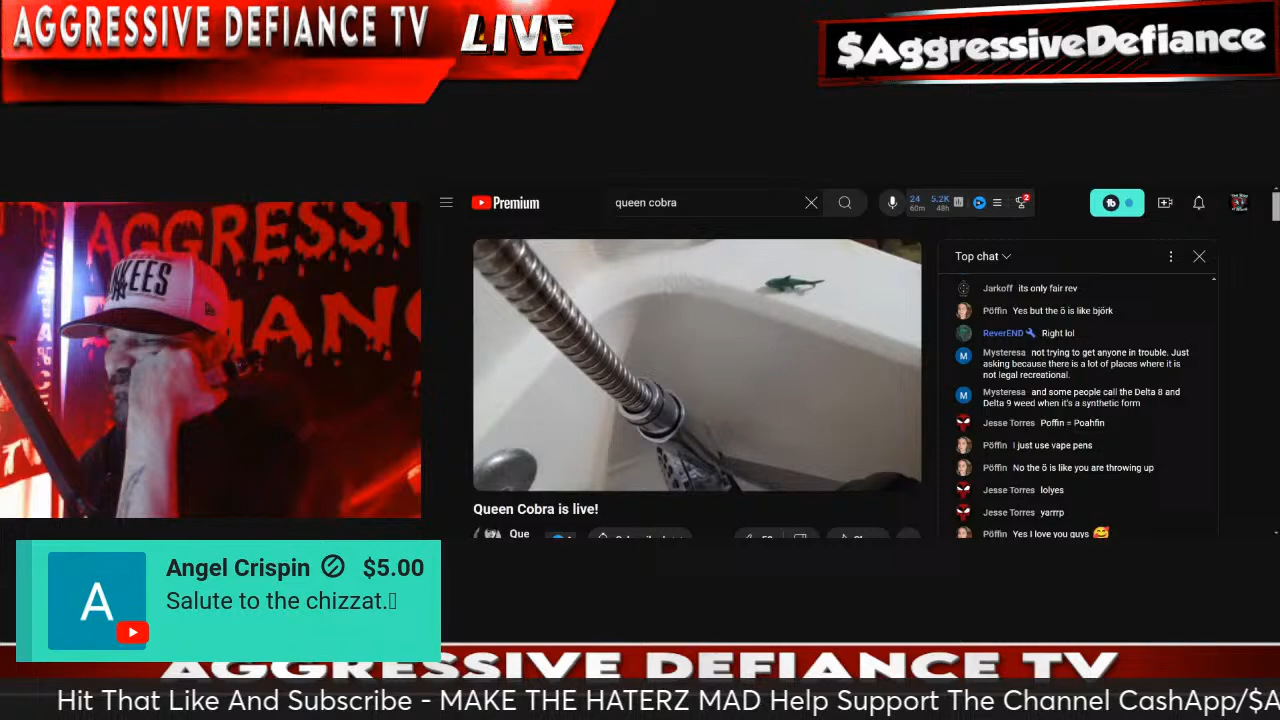 AGGRESSIVE DEFIANCE TV
LIVE
$AggressiveDefiance
Premium
queen cobra
24
60m
5.2K
48h
2
Top chat
Jarkoff its only fair rev
Pöffin Yes but the ö is like björk
ReverEND Right lol
Mysteresa not trying to get anyone in trouble. Just
asking because there is a lot of places where it is
not legal recreational.
Mysteresa and some people call the Delta 8 and
Delta 9 weed when it's a synthetic form
Jesse Torres Poffin = Poahfin
Pöffin I just use vape pens
Pöffin No the ö is like you are throwing up
Jesse Torres lolyes
Jesse Torres yarrrp
Pöffin Yes I love you guys 🥰
Queen Cobra is live!
Que
A
Angel Crispin $5.00
Salute to the chizzat.
AGGRESSIVE DEFIANCE TV
Hit That Like And Subscribe - MAKE THE HATERZ MAD Help Support The Channel CashApp/$A